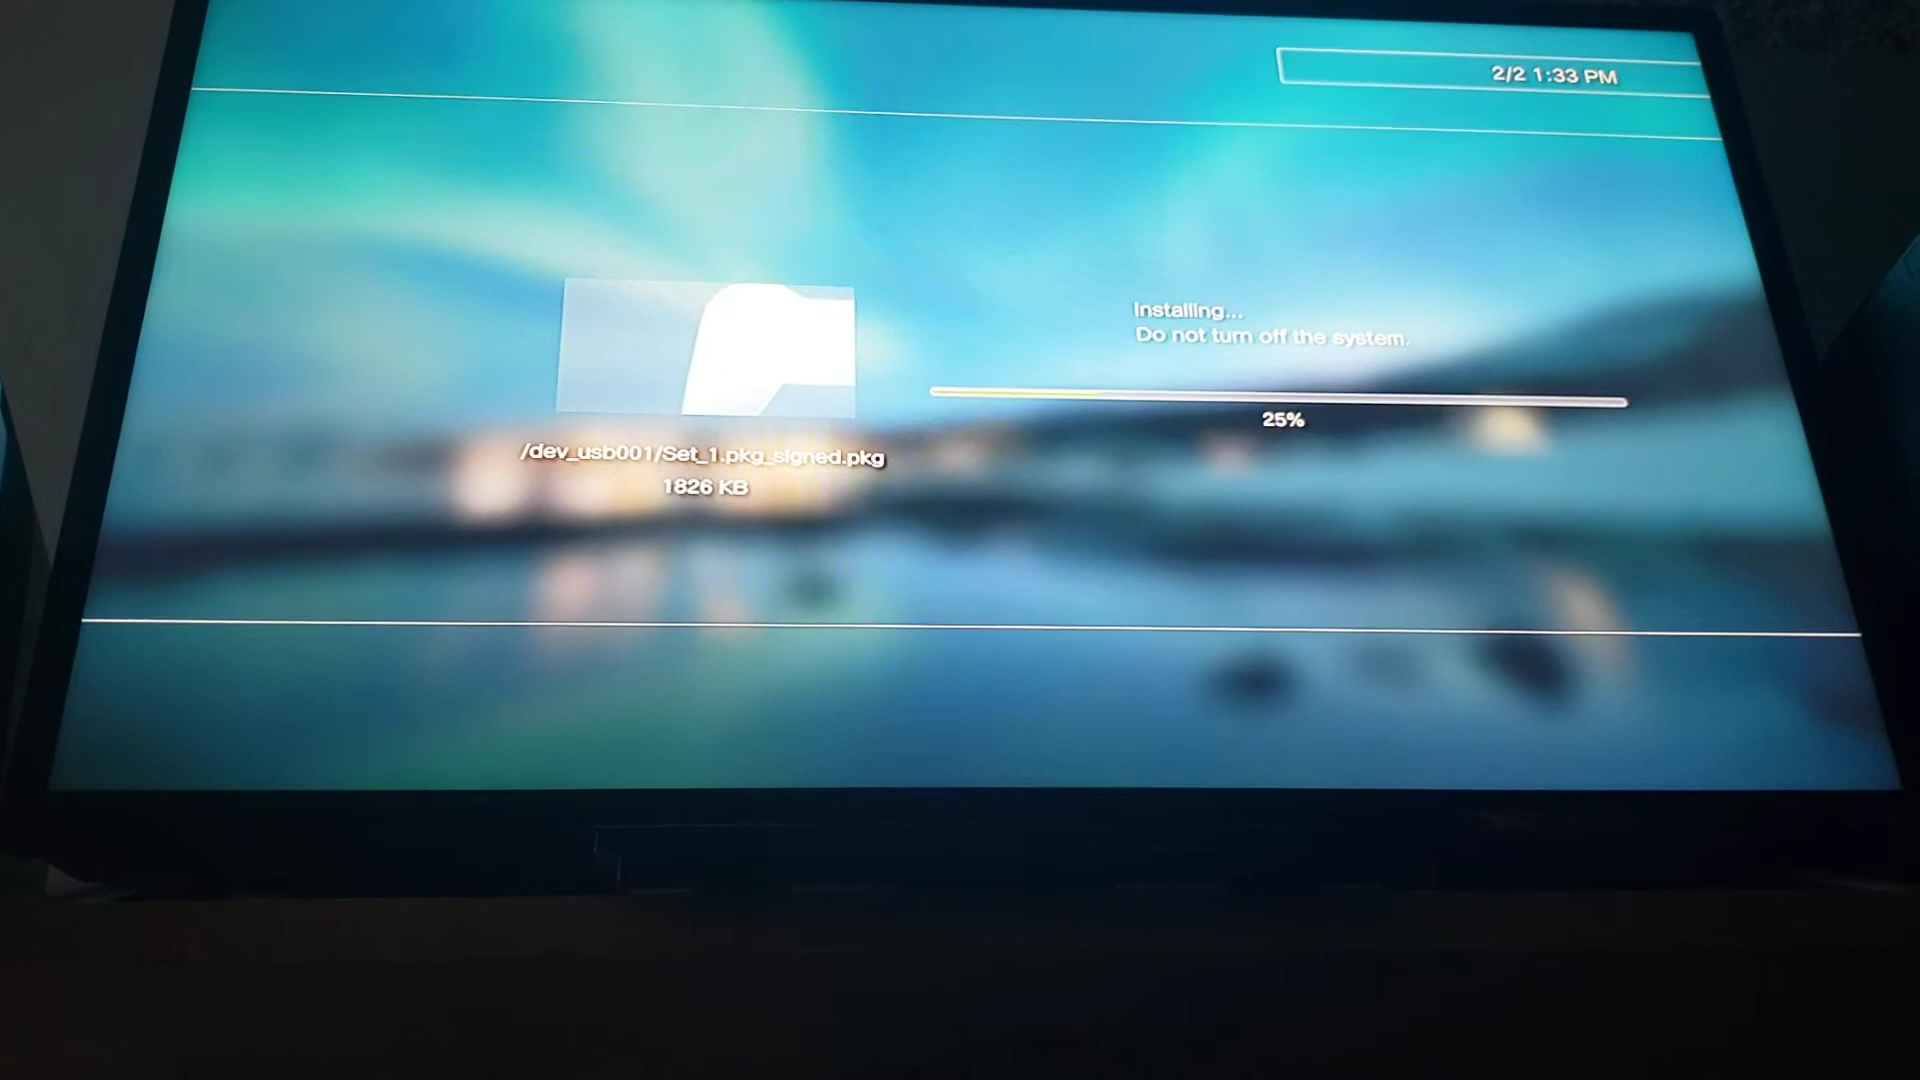 2/2 1:33 PM
Installing...
Do not turn off the system.
25%
/dev_usb001/Set_1.pkg_signed.pkg
1826 KB